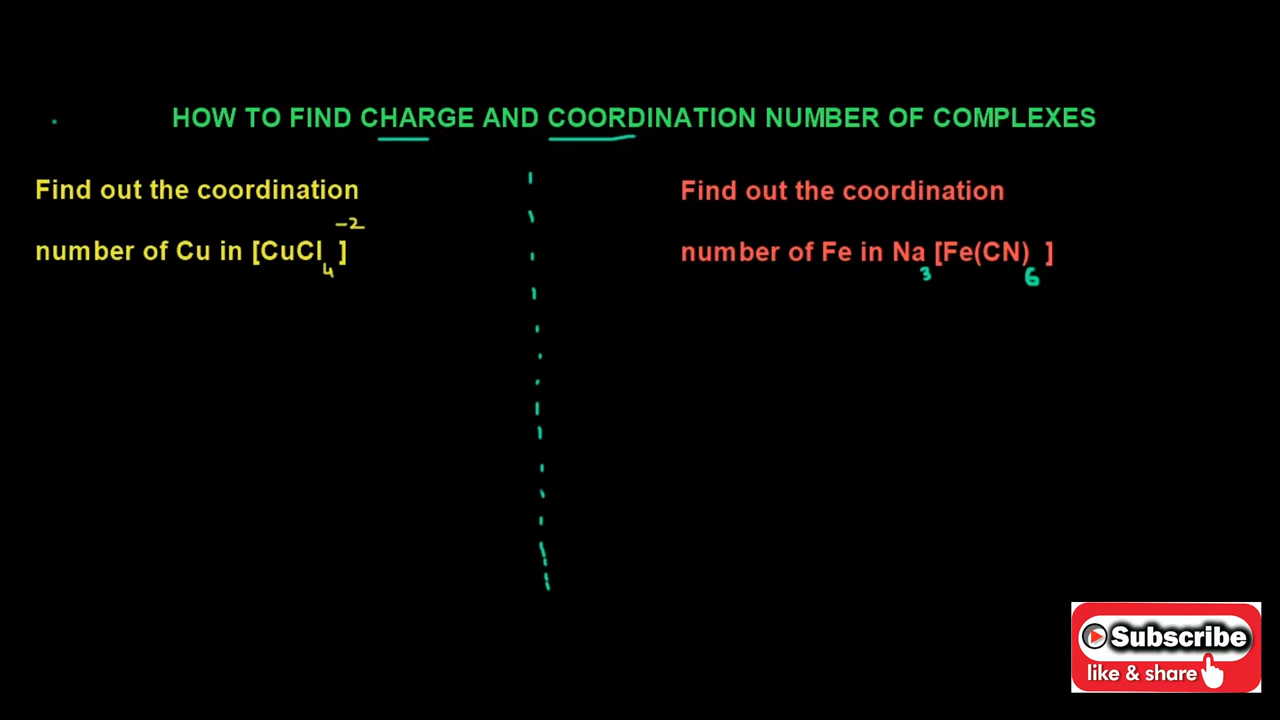 HOW TO FIND CHARGE AND COORDINATION NUMBER OF COMPLEXES
Find out the coordination
number of Cu in [CuCl₄]⁻²
Find out the coordination
number of Fe in Na₃[Fe(CN)₆]
Subscribe
like & share